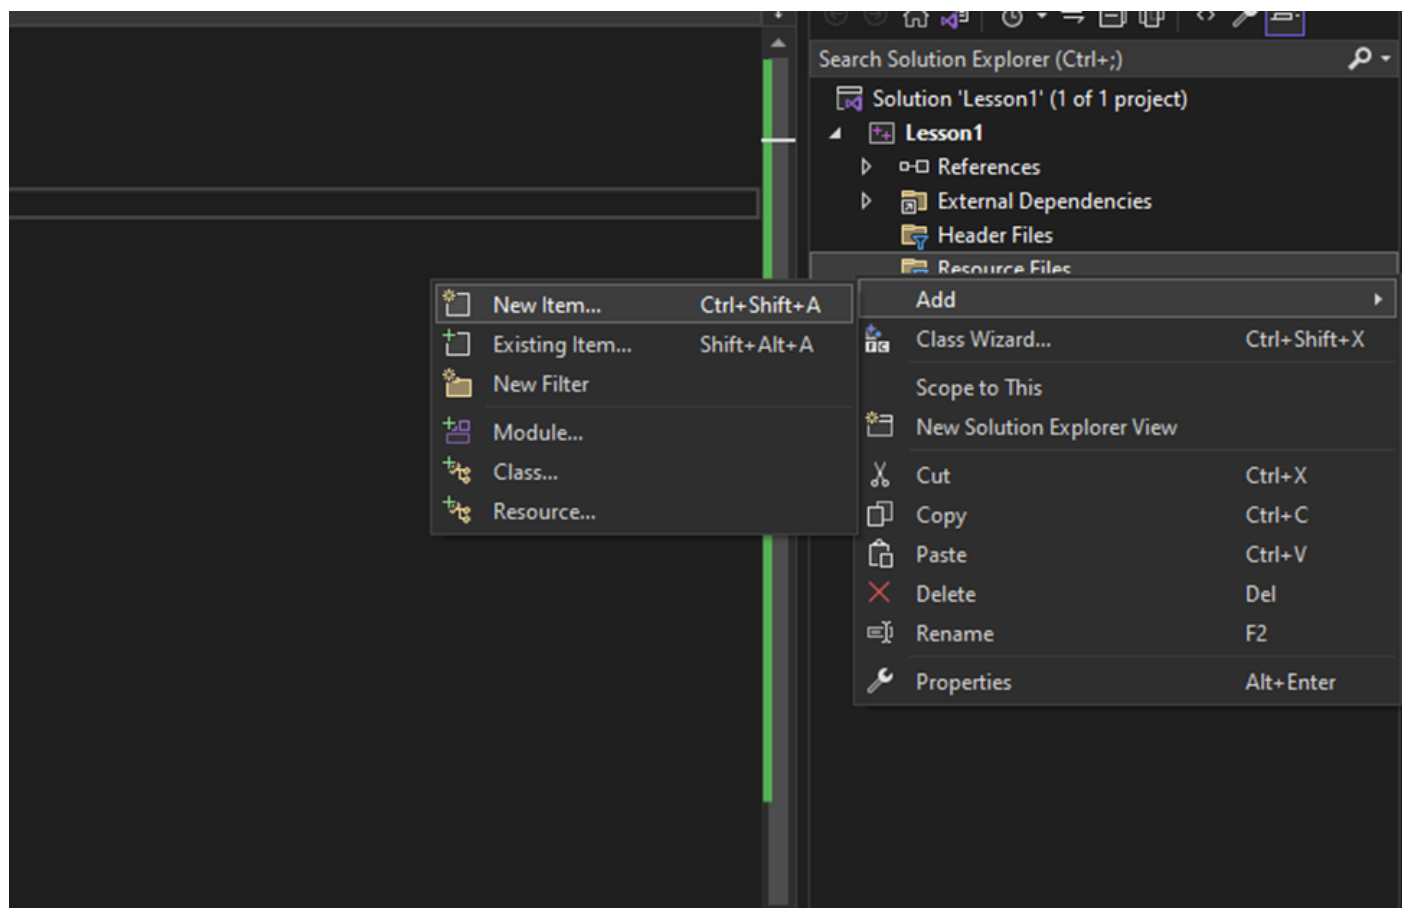 Search Solution Explorer (Ctrl+;)
Solution 'Lesson1' (1 of 1 project)
Lesson1
References
External Dependencies
Header Files
Resource Files
New Item... Ctrl+Shift+A
Existing Item... Shift+Alt+A
New Filter
Module...
Class...
Resource...
Add
Class Wizard... Ctrl+Shift+X
Scope to This
New Solution Explorer View
Cut Ctrl+X
Copy Ctrl+C
Paste Ctrl+V
Delete Del
Rename F2
Properties Alt+Enter